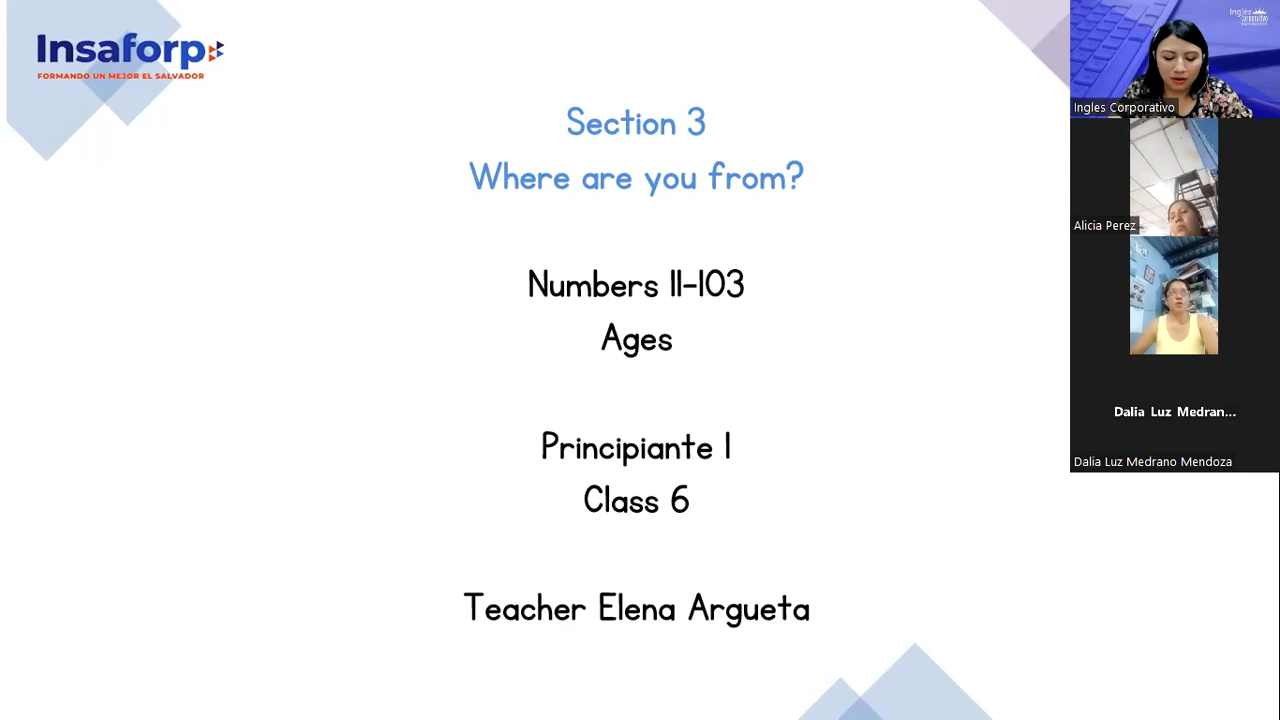 Insaforp
FORMANDO UN MEJOR EL SALVADOR
Section 3
Where are you from?
Numbers 11-103
Ages
Principiante 1
Class 6
Teacher Elena Argueta
Ingles Corporativo
Alicia Perez
Dalia Luz Medran...
Dalia Luz Medrano Mendoza